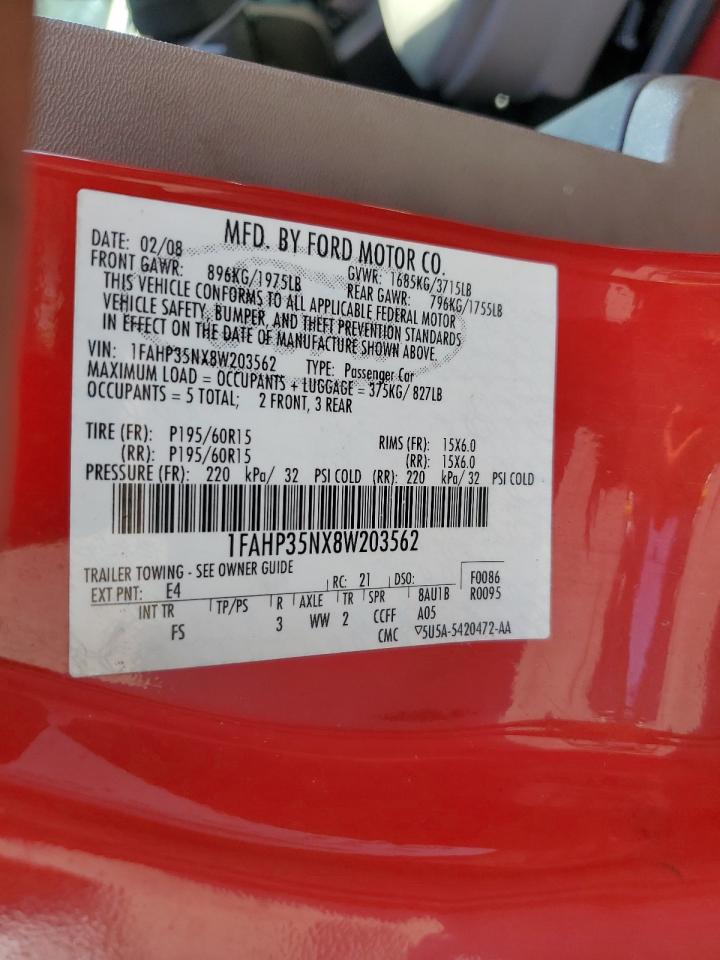 MFD. BY FORD MOTOR CO.
DATE: 02/08 GVWR: 1685KG/3715LB
FRONT GAWR: 896KG/1975LB REAR GAWR: 796KG/1755LB
THIS VEHICLE CONFORMS TO ALL APPLICABLE FEDERAL MOTOR
VEHICLE SAFETY, BUMPER, AND THEFT PREVENTION STANDARDS
IN EFFECT ON THE DATE OF MANUFACTURE SHOWN ABOVE.
VIN: 1FAHP35NX8W203562 TYPE: Passenger Car
MAXIMUM LOAD = OCCUPANTS + LUGGAGE = 375KG/ 827LB
OCCUPANTS = 5 TOTAL; 2 FRONT, 3 REAR
TIRE (FR): P195/60R15 RIMS (FR): 15X6.0
(RR): P195/60R15 (RR): 15X6.0
PRESSURE (FR): 220 kPa/ 32 PSI COLD (RR): 220 kPa/ 32 PSI COLD
1FAHP35NX8W203562
TRAILER TOWING - SEE OWNER GUIDE
EXT PNT: E4 RC: 21 DSO: F0086
INT TR TP/PS R AXLE TR SPR 8AU1B R0095
FS 3 WW 2 CCFF A05
CMC ▽5U5A-5420472-AA